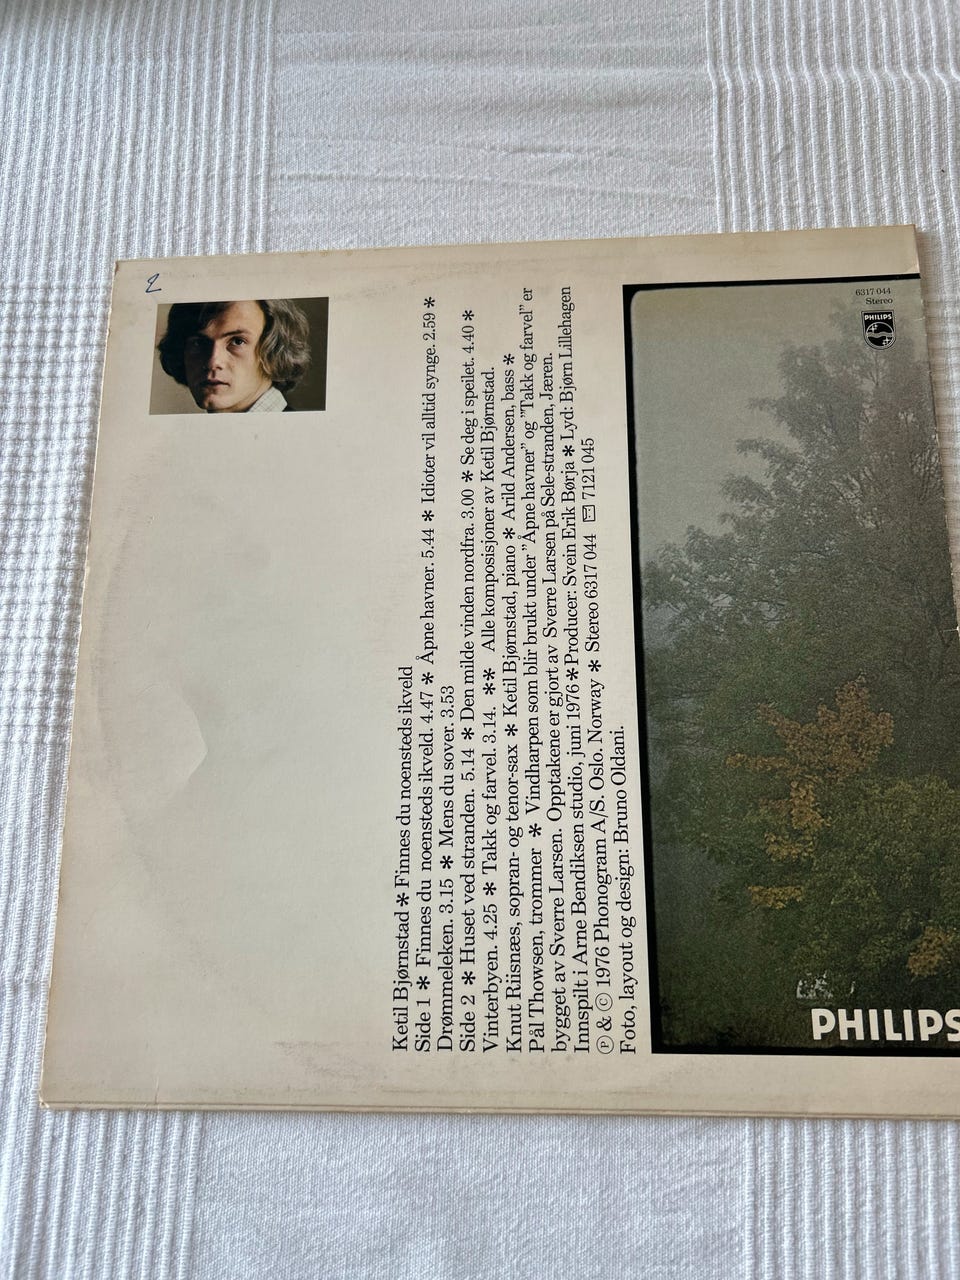 2
Ketil Bjørnstad * Finnes du noensteds ikveld
Side 1 * Finnes du noensteds ikveld. 4.47 * Åpne havner. 5.44 * Idioter vil alltid synge. 2.59 *
Drømmeleken. 3.15 * Mens du sover. 3.53
Side 2 * Huset ved stranden. 5.14 * Den milde vinden nordfra. 3.00 * Se deg i speilet. 4.40 *
Vinterbyen. 4.25 * Takk og farvel. 3.14. ** Alle komposisjoner av Ketil Bjørnstad.
Knut Riisnæs, sopran- og tenor-sax * Ketil Bjørnstad, piano * Arild Andersen, bass *
Pål Thowsen, trommer * Vindharpen som blir brukt under "Åpne havner" og "Takk og farvel" er
bygget av Sverre Larsen. Opptakene er gjort av Sverre Larsen på Sele-stranden, Jæren.
Innspilt i Arne Bendiksen studio, juni 1976 * Producer: Svein Erik Børja * Lyd: Bjørn Lillehagen
Ⓟ & © 1976 Phonogram A/S. Oslo. Norway * Stereo 6317 044 7121 045
Foto, layout og design: Bruno Oldani.
6317 044
Stereo
PHILIPS
PHILIPS